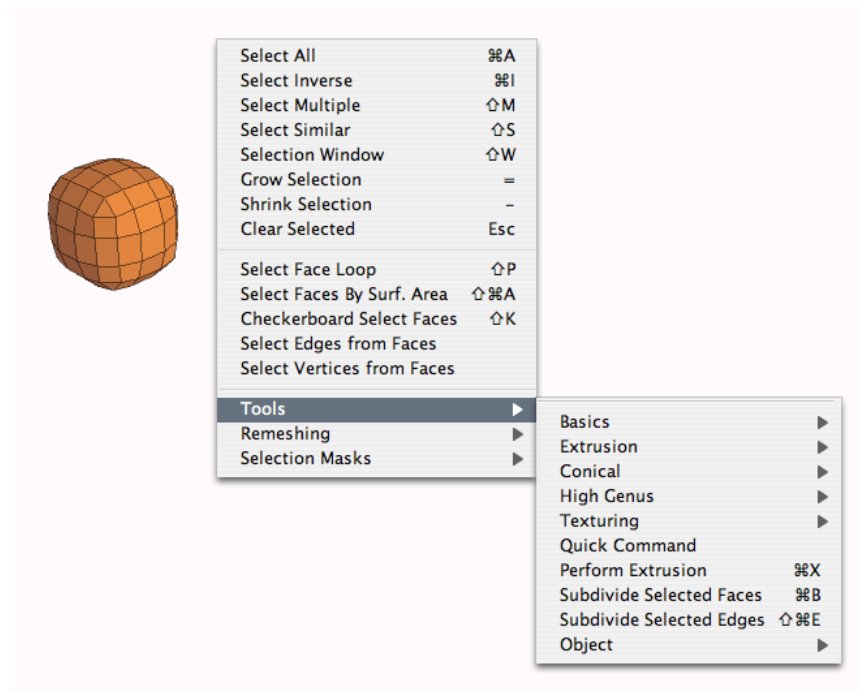 Select All ⌘A
Select Inverse ⌘I
Select Multiple ⇧M
Select Similar ⇧S
Selection Window ⇧W
Grow Selection =
Shrink Selection -
Clear Selected Esc
Select Face Loop ⇧P
Select Faces By Surf. Area ⇧⌘A
Checkerboard Select Faces ⇧K
Select Edges from Faces
Select Vertices from Faces
Tools
Remeshing
Selection Masks
Basics
Extrusion
Conical
High Genus
Texturing
Quick Command
Perform Extrusion ⌘X
Subdivide Selected Faces ⌘B
Subdivide Selected Edges ⇧⌘E
Object